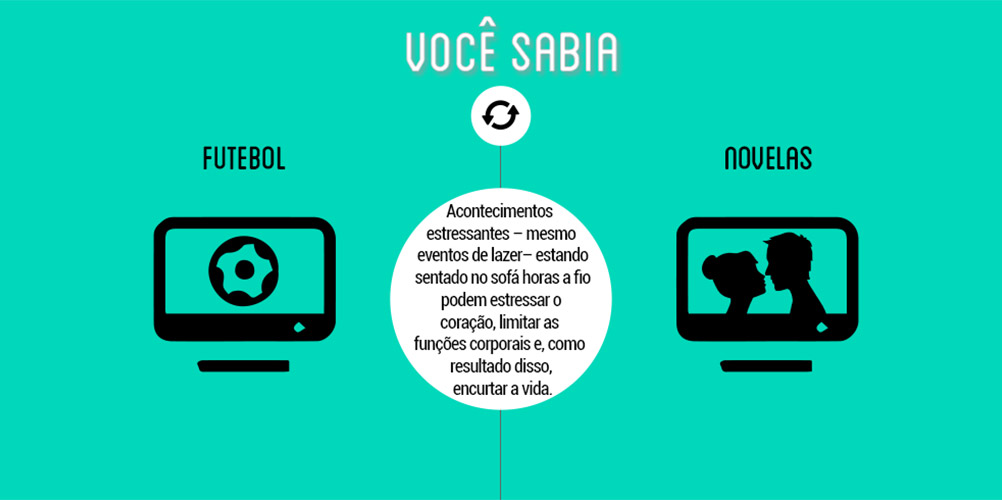 VOCÊ SABIA
FUTEBOL
NOVELAS
Acontecimentos
estressantes – mesmo
eventos de lazer– estando
sentado no sofá horas a fio
podem estressar o
coração, limitar as
funções corporais e, como
resultado disso,
encurtar a vida.